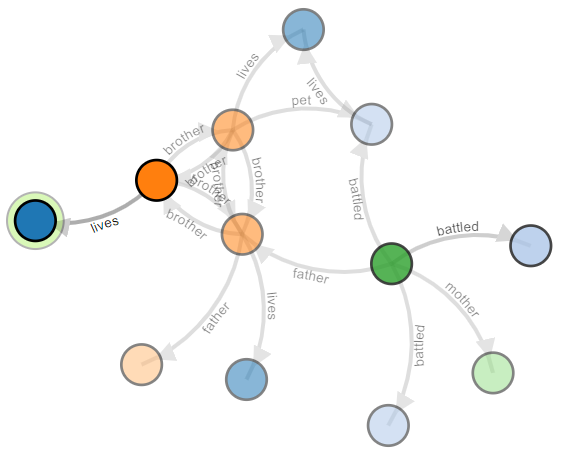 lives
lives
pet
brother
brother
brother
brother
brother
brother
lives
battled
battled
father
mother
father
lives
battled